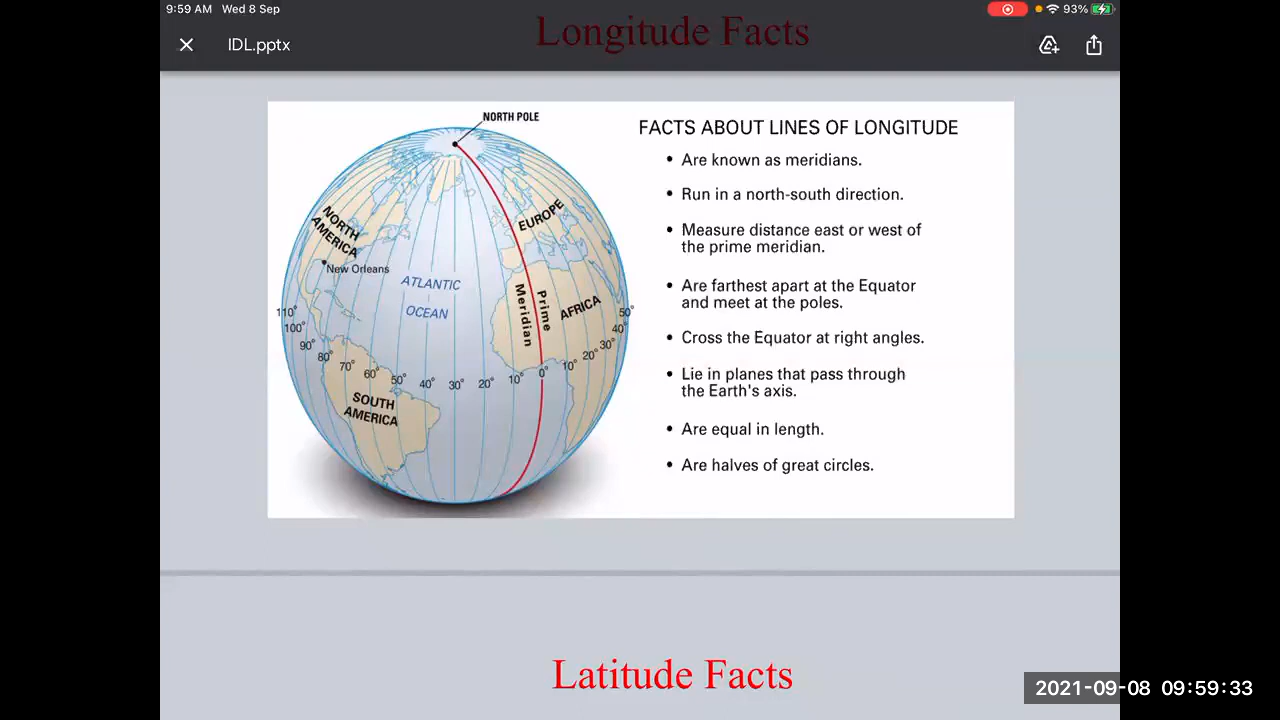 9:59 AM Wed 8 Sep
93%
Longitude Facts
IDL.pptx
NORTH POLE
FACTS ABOUT LINES OF LONGITUDE
• Are known as meridians.
• Run in a north-south direction.
• Measure distance east or west of
the prime meridian.
• Are farthest apart at the Equator
and meet at the poles.
• Cross the Equator at right angles.
• Lie in planes that pass through
the Earth's axis.
• Are equal in length.
• Are halves of great circles.
NORTH
AMERICA
EUROPE
New Orleans
ATLANTIC
OCEAN
Prime
Meridian
AFRICA
110° 100° 90° 80° 70° 60° 50° 40° 30° 20° 10° 0° 10° 20° 30° 40° 50°
SOUTH
AMERICA
Latitude Facts
2021-09-08 09:59:33